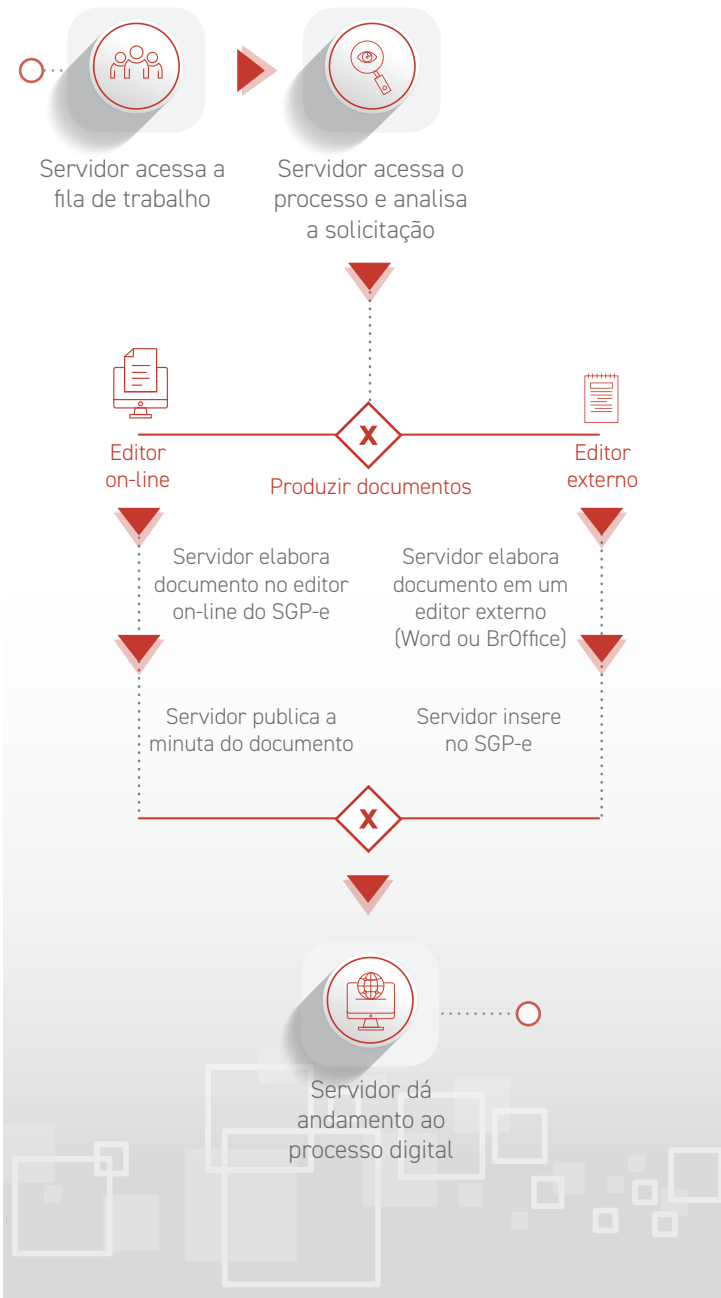 Servidor acessa a
fila de trabalho
Servidor acessa o
processo e analisa
a solicitação
X
Editor
on-line
Produzir documentos
Editor
externo
Servidor elabora
documento no editor
on-line do SGP-e
Servidor elabora
documento em um
editor externo
(Word ou BrOffice)
Servidor publica a
minuta do documento
Servidor insere
no SGP-e
X
Servidor dá
andamento ao
processo digital